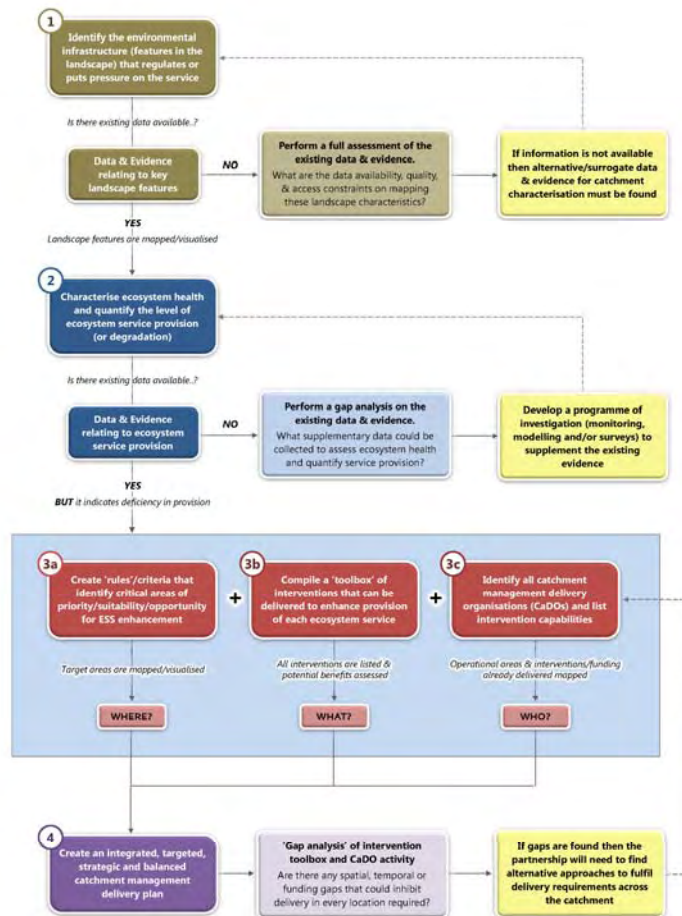 1
Identify the environmental
infrastructure (features in the
landscape) that regulates or
puts pressure on the service
Is there existing data available..?
Data & Evidence
relating to key
landscape features
NO
Perform a full assessment of the
existing data & evidence.
What are the data availability, quality,
& access constraints on mapping
these landscape characteristics?
If information is not available
then alternative/surrogate data
& evidence for catchment
characterisation must be found
YES
Landscape features are mapped/visualised
2
Characterise ecosystem health
and quantify the level of
ecosystem service provision
(or degradation)
Is there existing data available..?
Data & Evidence
relating to ecosystem
service provision
NO
Perform a gap analysis on the
existing data & evidence.
What supplementary data could be
collected to assess ecosystem health
and quantify service provision?
Develop a programme of
investigation (monitoring,
modelling and/or surveys) to
supplement the existing
evidence
YES
BUT it indicates deficiency in provision
3a
Create 'rules'/criteria that
identify critical areas of
priority/suitability/opportunity
for ESS enhancement
+
3b
Compile a 'toolbox' of
interventions that can be
delivered to enhance provision
of each ecosystem service
+
3c
Identify all catchment
management delivery
organisations (CaDOs) and list
intervention capabilities
Target areas are mapped/visualised
All interventions are listed &
potential benefits assessed
Operational areas & interventions/funding
already delivered mapped
WHERE?
WHAT?
WHO?
4
Create an integrated, targeted,
strategic and balanced
catchment management
delivery plan
'Gap analysis' of intervention
toolbox and CaDO activity
Are there any spatial, temporal or
funding gaps that could inhibit
delivery in every location required?
If gaps are found then the
partnership will need to find
alternative approaches to fulfil
delivery requirements across
the catchment